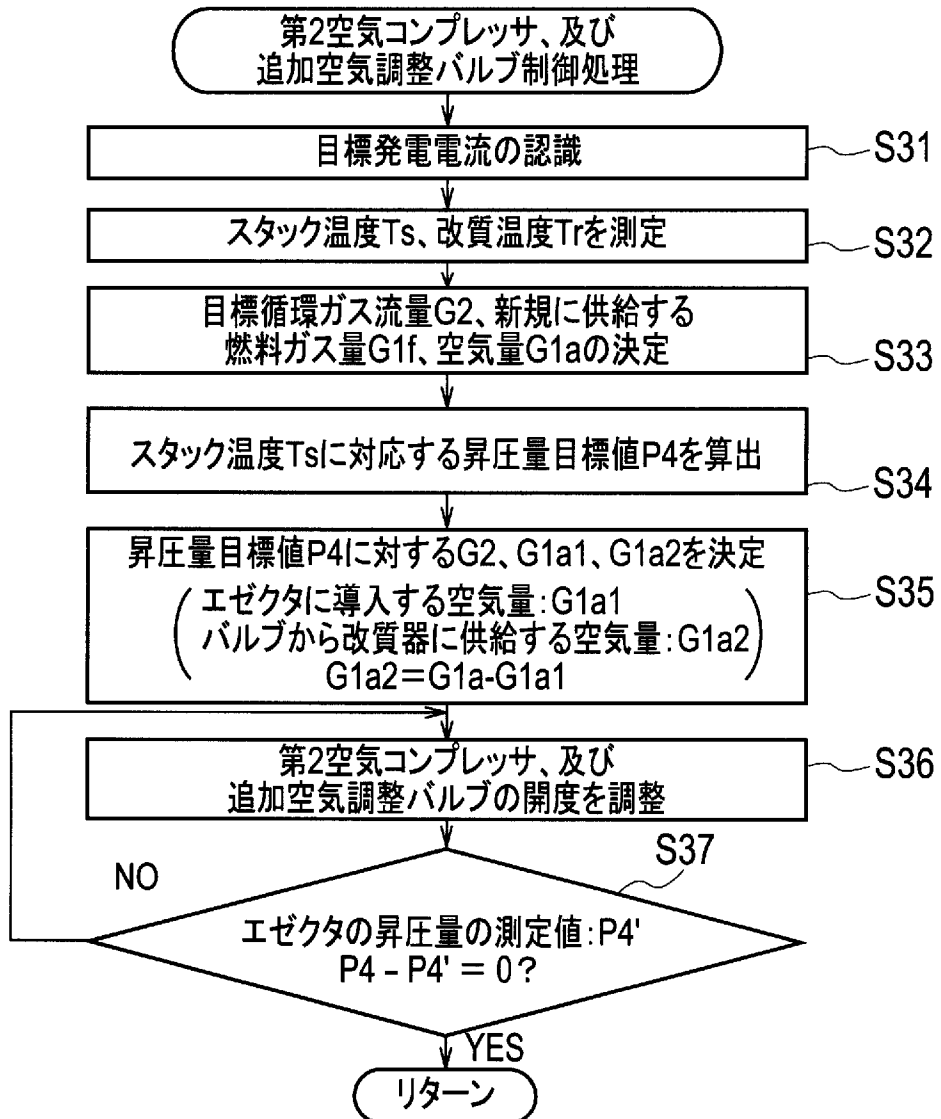 第2空気コンプレッサ、及び
追加空気調整バルブ制御処理
目標発電電流の認識
S31
スタック温度Ts、改質温度Trを測定
S32
目標循環ガス流量G2、新規に供給する
燃料ガス量G1f、空気量G1aの決定
S33
スタック温度Tsに対応する昇圧量目標値P4を算出
S34
昇圧量目標値P4に対するG2、G1a1、G1a2を決定
エゼクタに導入する空気量:G1a1
バルブから改質器に供給する空気量:G1a2
G1a2=G1a-G1a1
S35
第2空気コンプレッサ、及び
追加空気調整バルブの開度を調整
S36
S37
NO
エゼクタの昇圧量の測定値:P4'
P4 – P4' = 0?
YES
リターン